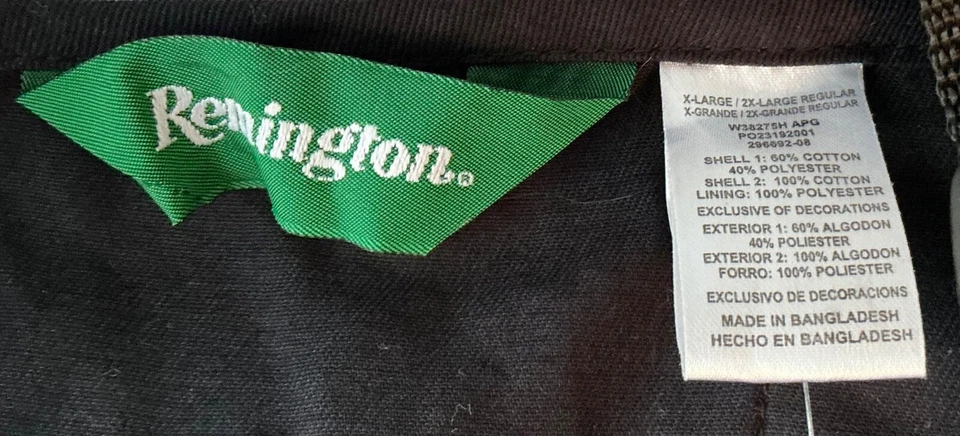 Remington®
X-LARGE / 2X-LARGE REGULAR
X-GRANDE / 2X-GRANDE REGULAR
W38275H APG
PO23192001
296692-08
SHELL 1: 60% COTTON
40% POLYESTER
SHELL 2: 100% COTTON
LINING: 100% POLYESTER
EXCLUSIVE OF DECORATIONS
EXTERIOR 1: 60% ALGODON
40% POLIESTER
EXTERIOR 2: 100% ALGODON
FORRO: 100% POLIESTER
EXCLUSIVO DE DECORACIONS
MADE IN BANGLADESH
HECHO EN BANGLADESH